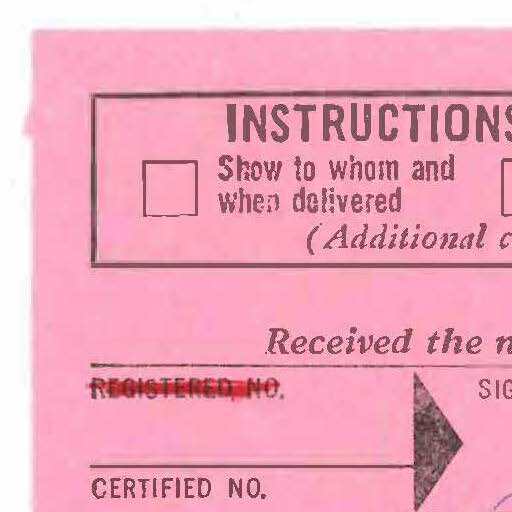 INSTRUCTIONS
Show to whom and
when delivered
(Additional c
Received the n
REGISTERED NO.
SIG
CERTIFIED NO.